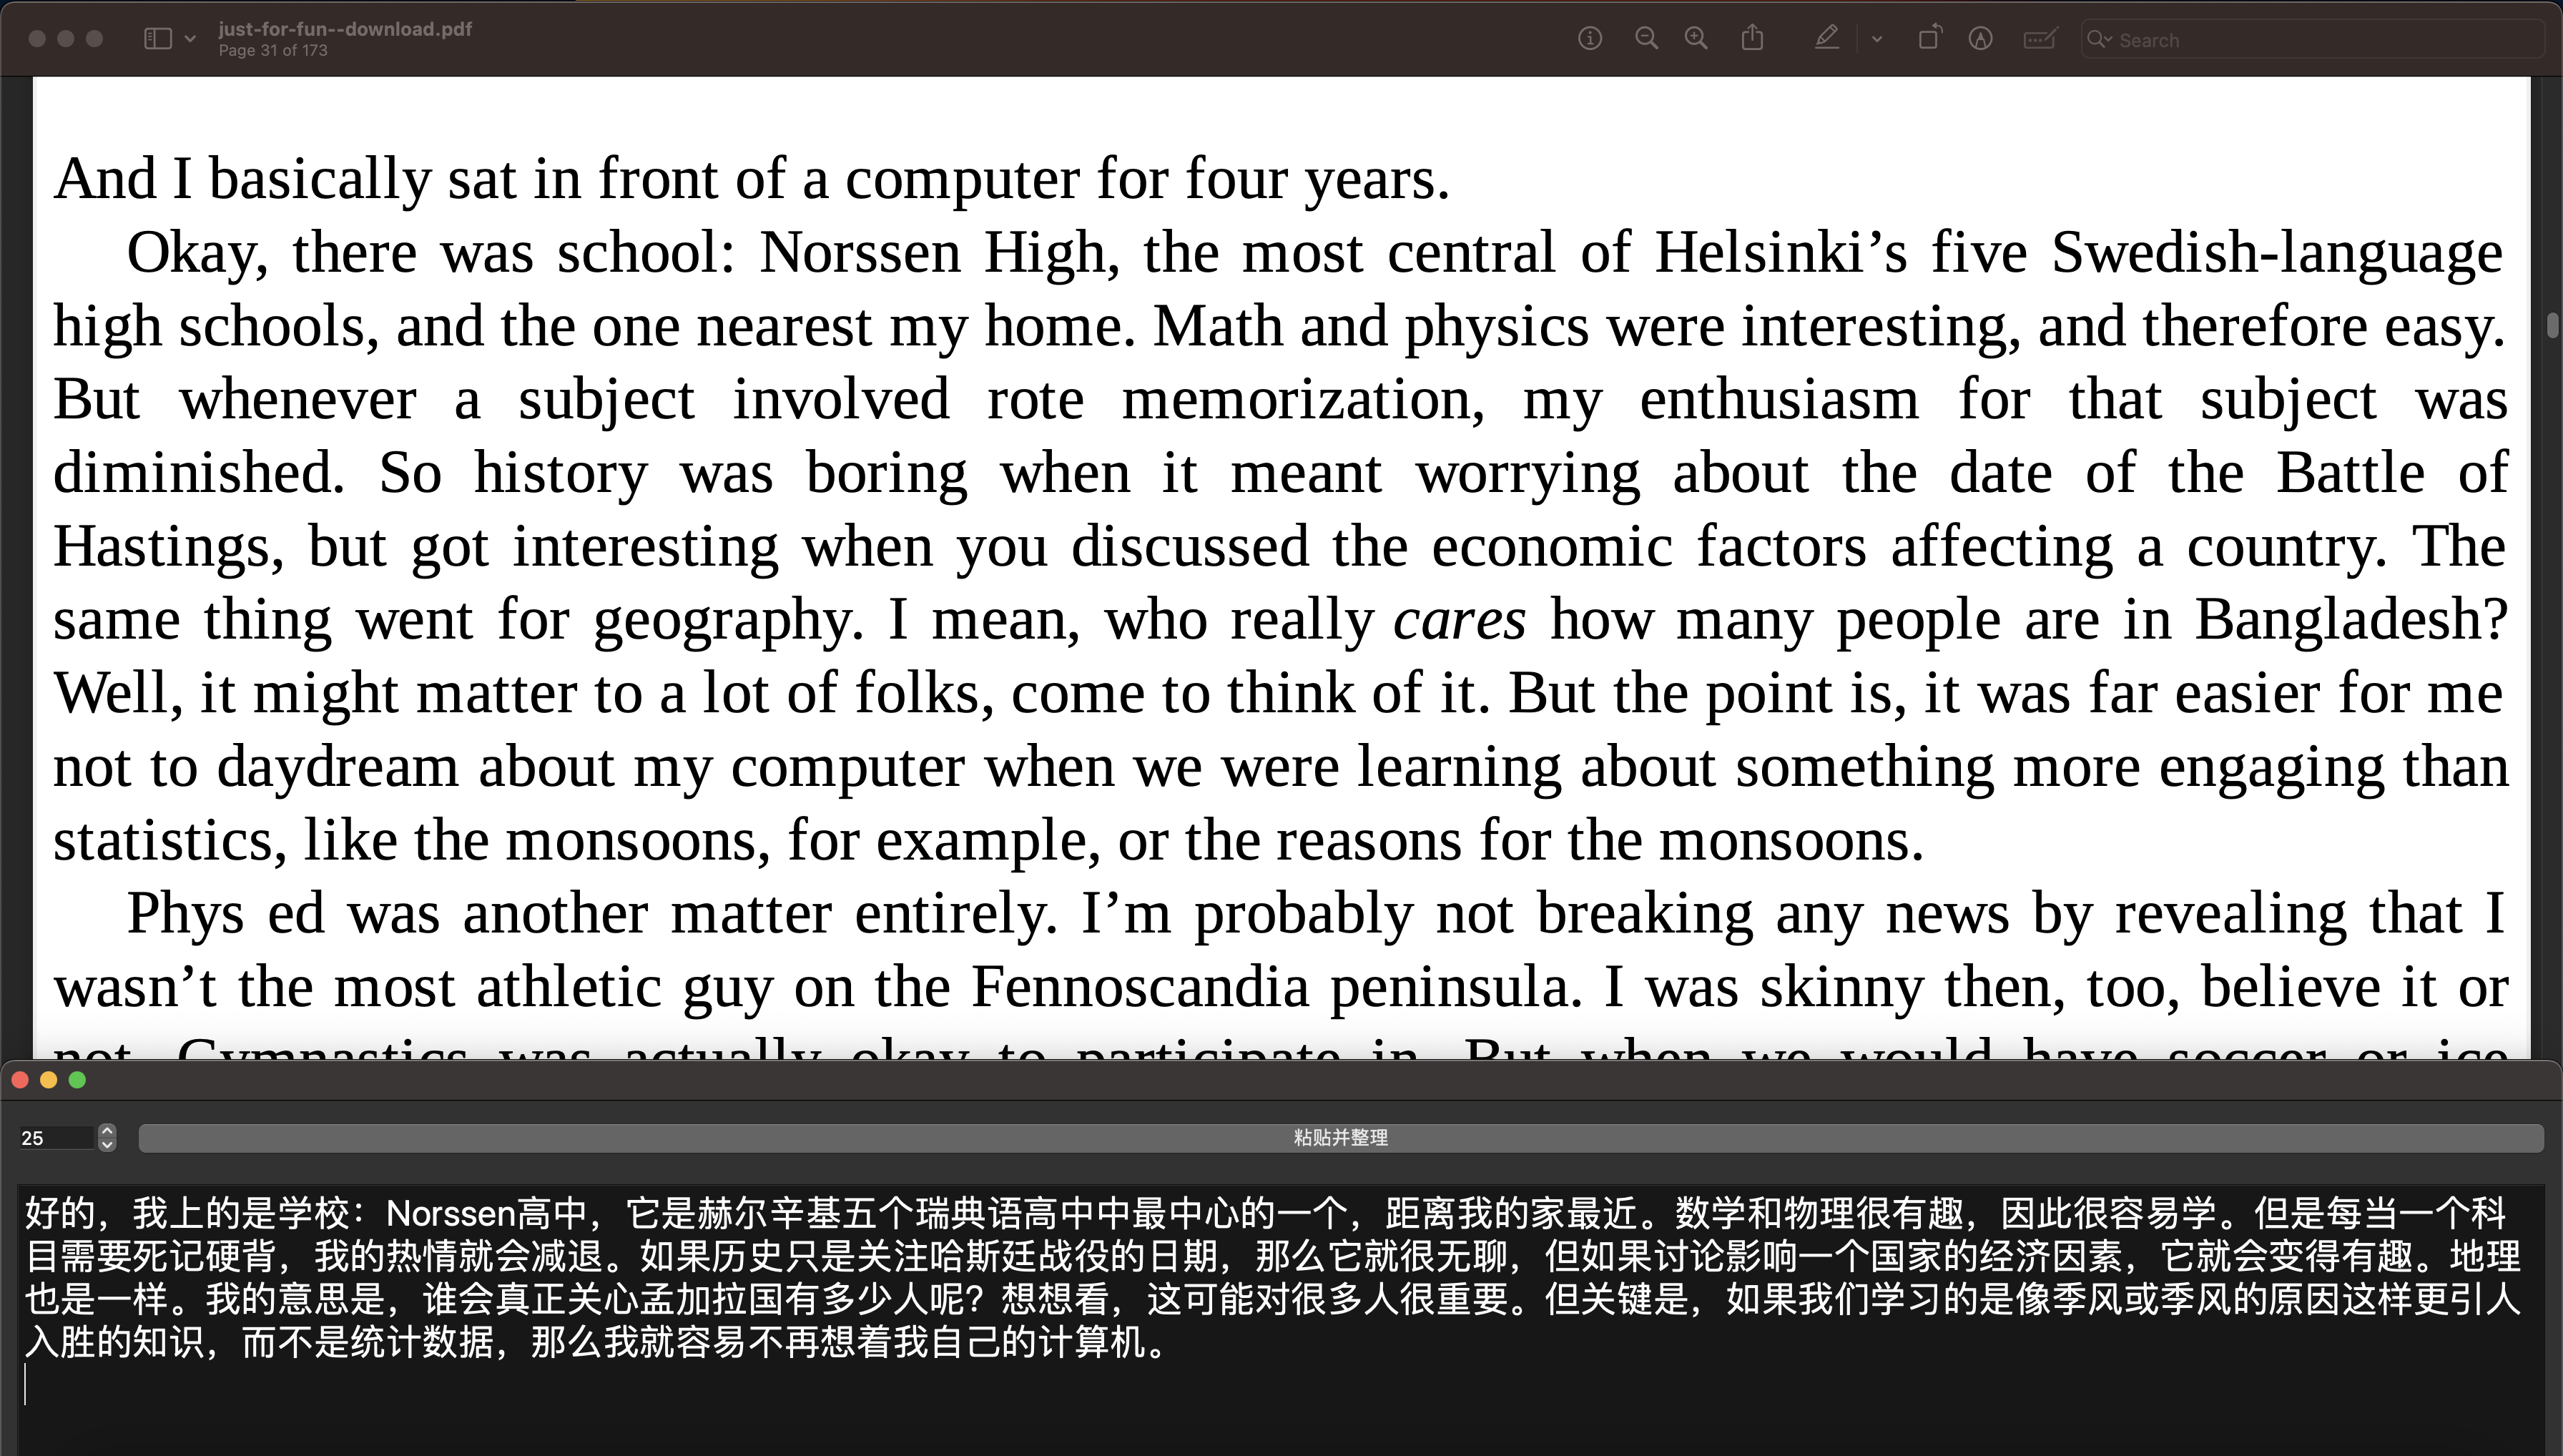 just-for-fun--download.pdf
Page 31 of 173
Search
And I basically sat in front of a computer for four years.
Okay, there was school: Norssen High, the most central of Helsinki’s five Swedish-language
high schools, and the one nearest my home. Math and physics were interesting, and therefore easy.
But whenever a subject involved rote memorization, my enthusiasm for that subject was
diminished. So history was boring when it meant worrying about the date of the Battle of
Hastings, but got interesting when you discussed the economic factors affecting a country. The
same thing went for geography. I mean, who really cares how many people are in Bangladesh?
Well, it might matter to a lot of folks, come to think of it. But the point is, it was far easier for me
not to daydream about my computer when we were learning about something more engaging than
statistics, like the monsoons, for example, or the reasons for the monsoons.
Phys ed was another matter entirely. I’m probably not breaking any news by revealing that I
wasn’t the most athletic guy on the Fennoscandia peninsula. I was skinny then, too, believe it or
not. Gymnastics was actually okay to participate in. But when we would have soccer or ice
25
粘贴并整理
好的，我上的是学校：Norssen高中，它是赫尔辛基五个瑞典语高中中最中心的一个，距离我的家最近。数学和物理很有趣，因此很容易学。但是每当一个科
目需要死记硬背，我的热情就会减退。如果历史只是关注哈斯廷战役的日期，那么它就很无聊，但如果讨论影响一个国家的经济因素，它就会变得有趣。地理
也是一样。我的意思是，谁会真正关心孟加拉国有多少人呢？想想看，这可能对很多人很重要。但关键是，如果我们学习的是像季风或季风的原因这样更引人
入胜的知识，而不是统计数据，那么我就容易不再想着我自己的计算机。